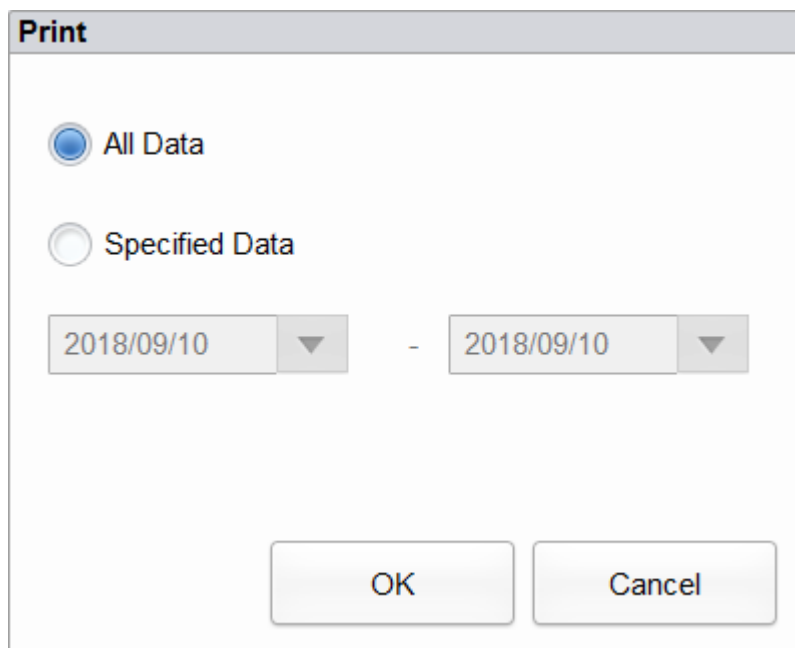 Print
All Data
Specified Data
2018/09/10 - 2018/09/10
OK Cancel